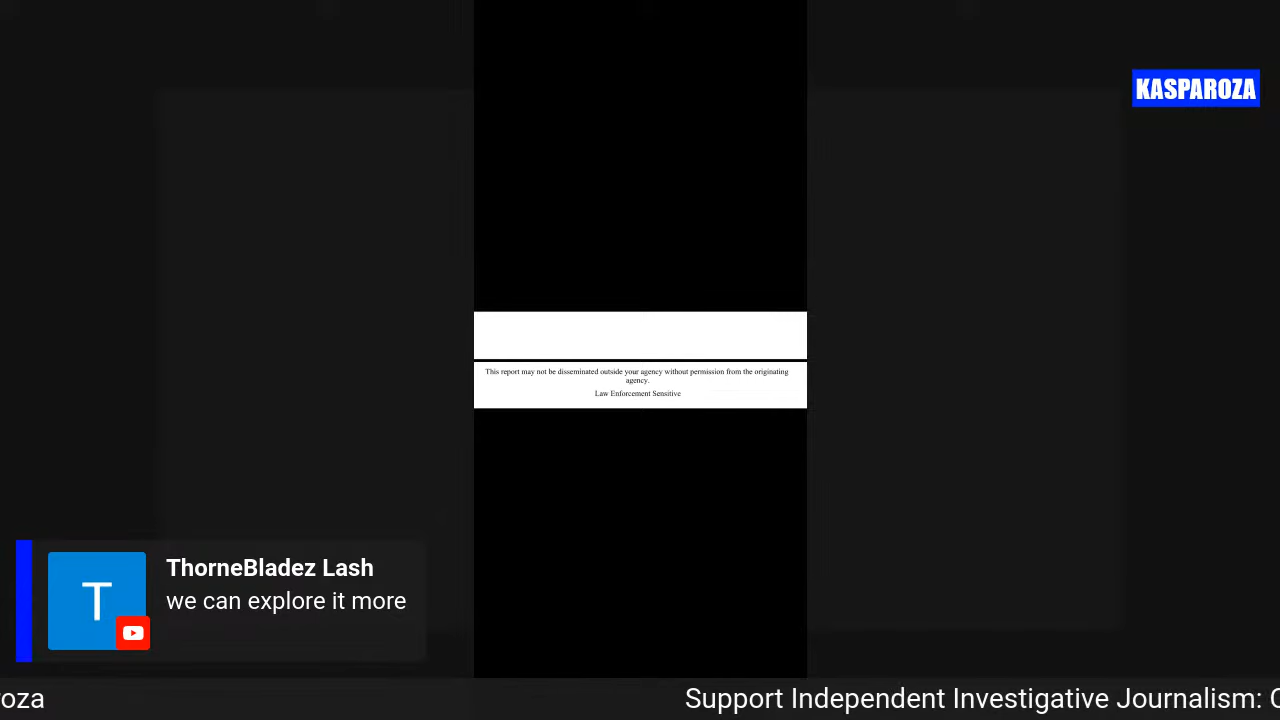 KASPAROZA
This report may not be disseminated outside your agency without permission from the originating
agency.
Law Enforcement Sensitive
T
ThorneBladez Lash
we can explore it more
roza
Support Independent Investigative Journalism: